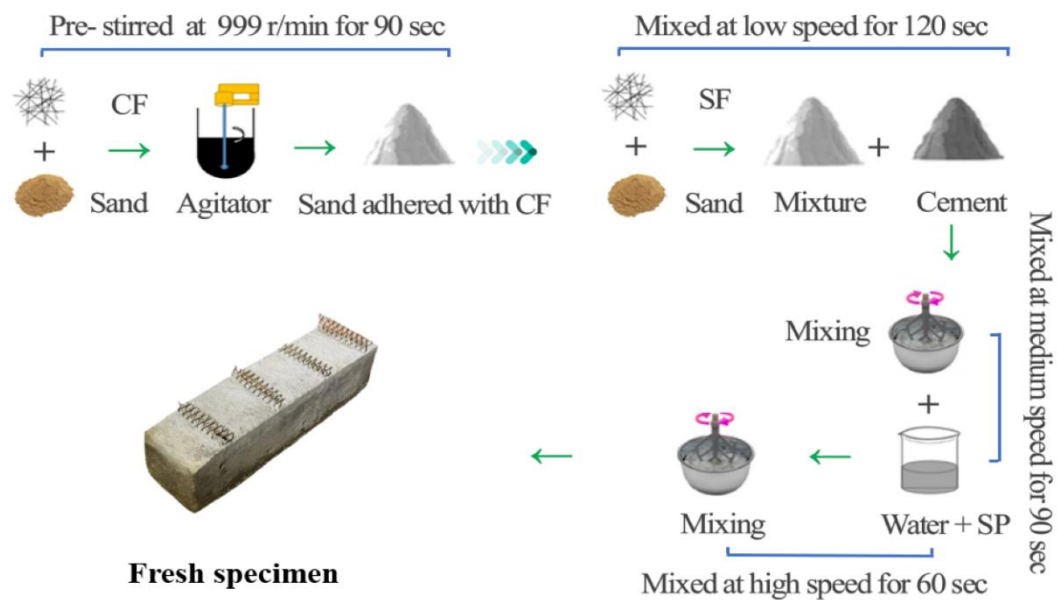 Pre- stirred at 999 r/min for 90 sec
CF
+
Sand
Agitator
Sand adhered with CF
Mixed at low speed for 120 sec
SF
+
Sand
Mixture
+
Cement
Mixed at medium speed for 90 sec
Mixing
+
Water + SP
Mixing
Mixed at high speed for 60 sec
Fresh specimen